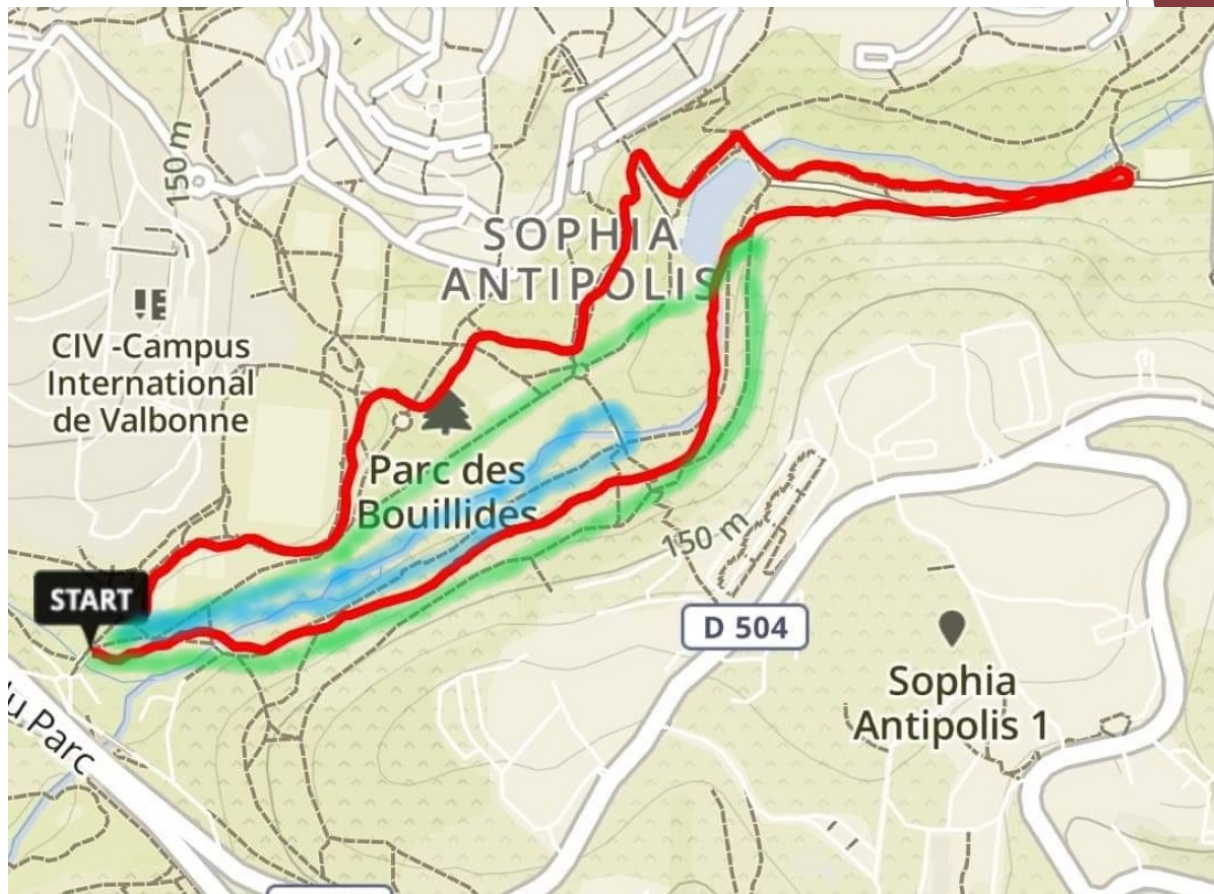 150 m
SOPHIA
ANTIPOLIS
CIV -Campus
International
de Valbonne
Parc des
Bouillides
150 m
START
D 504
Sophia
Antipolis 1
u Parc